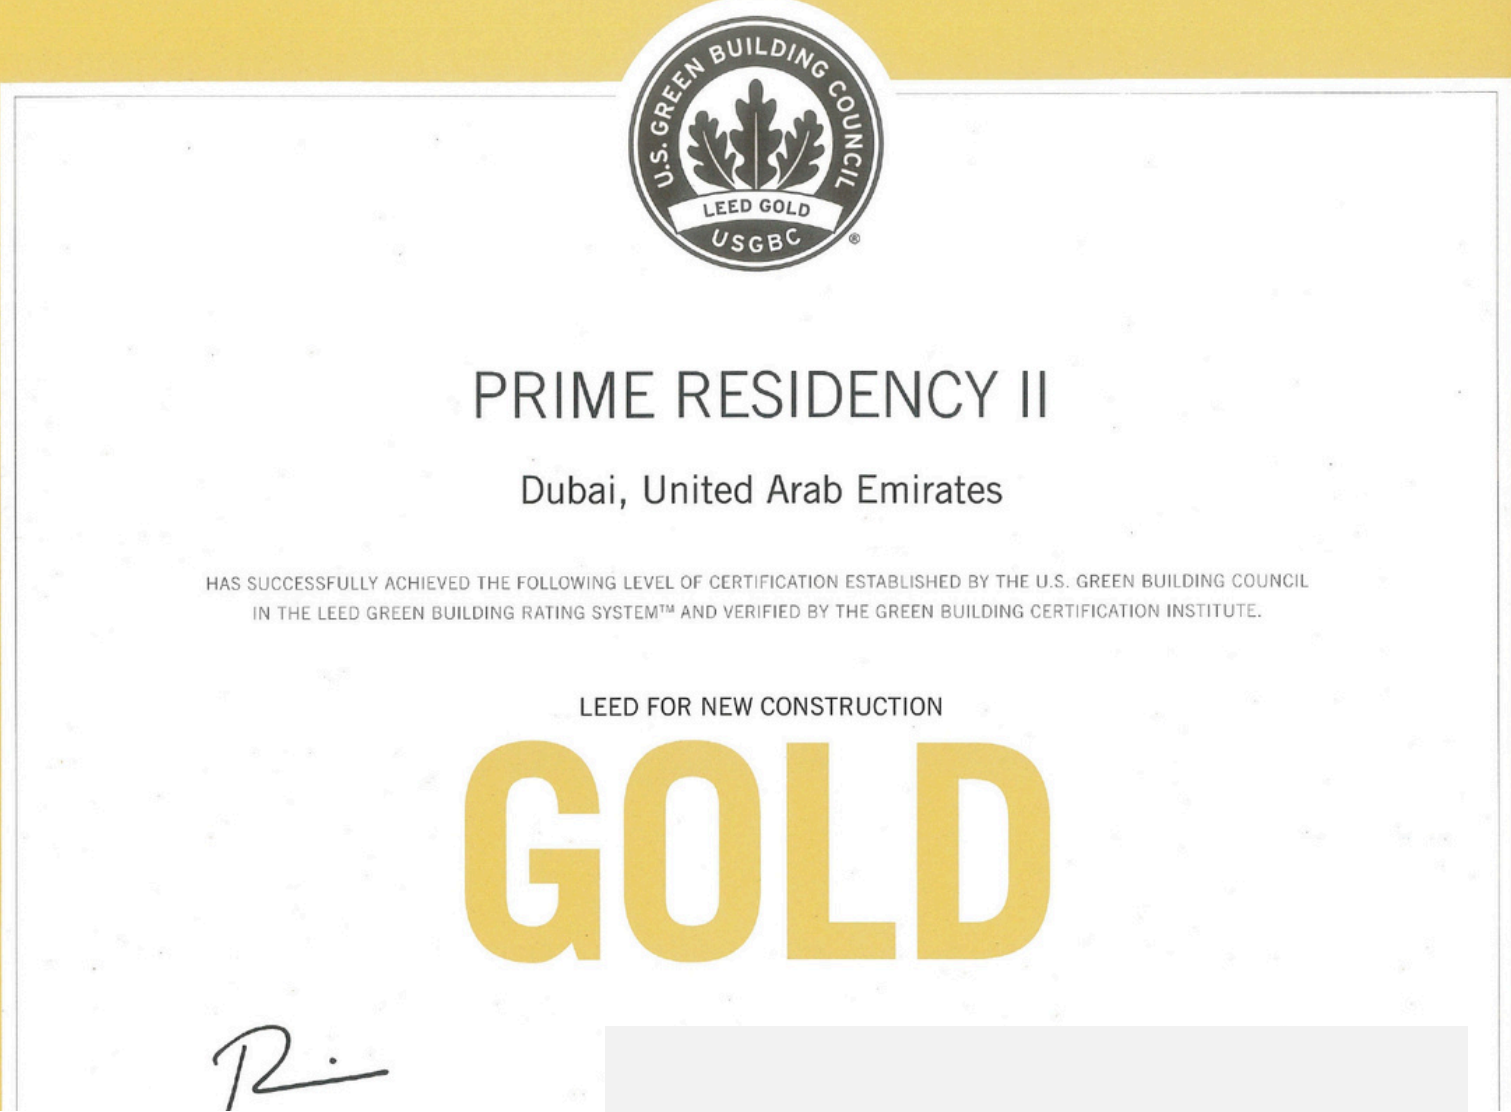 U.S. GREEN BUILDING COUNCIL
LEED GOLD
USGBC ®
PRIME RESIDENCY II
Dubai, United Arab Emirates
HAS SUCCESSFULLY ACHIEVED THE FOLLOWING LEVEL OF CERTIFICATION ESTABLISHED BY THE U.S. GREEN BUILDING COUNCIL
IN THE LEED GREEN BUILDING RATING SYSTEM™ AND VERIFIED BY THE GREEN BUILDING CERTIFICATION INSTITUTE.
LEED FOR NEW CONSTRUCTION
GOLD